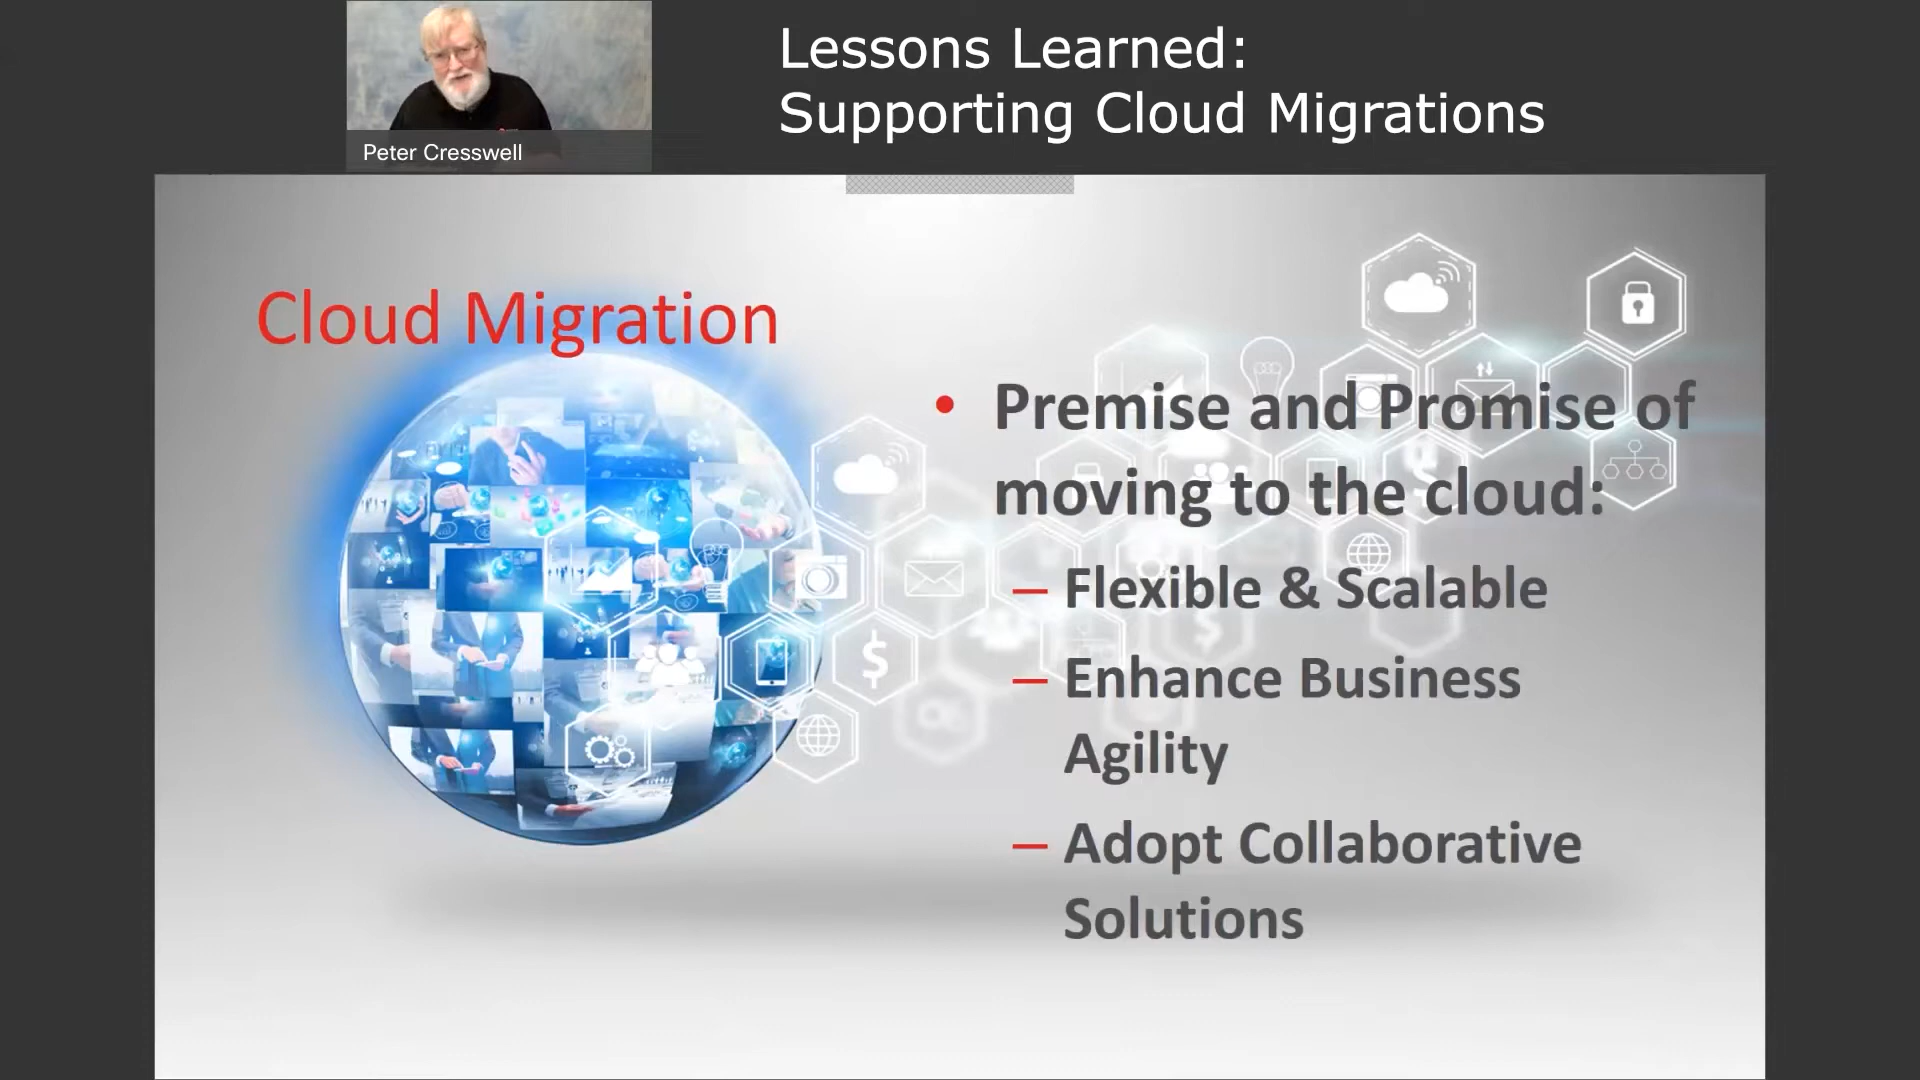 Lessons Learned:
Supporting Cloud Migrations
Peter Cresswell
Cloud Migration
• Premise and Promise of
moving to the cloud:
– Flexible & Scalable
– Enhance Business
Agility
– Adopt Collaborative
Solutions